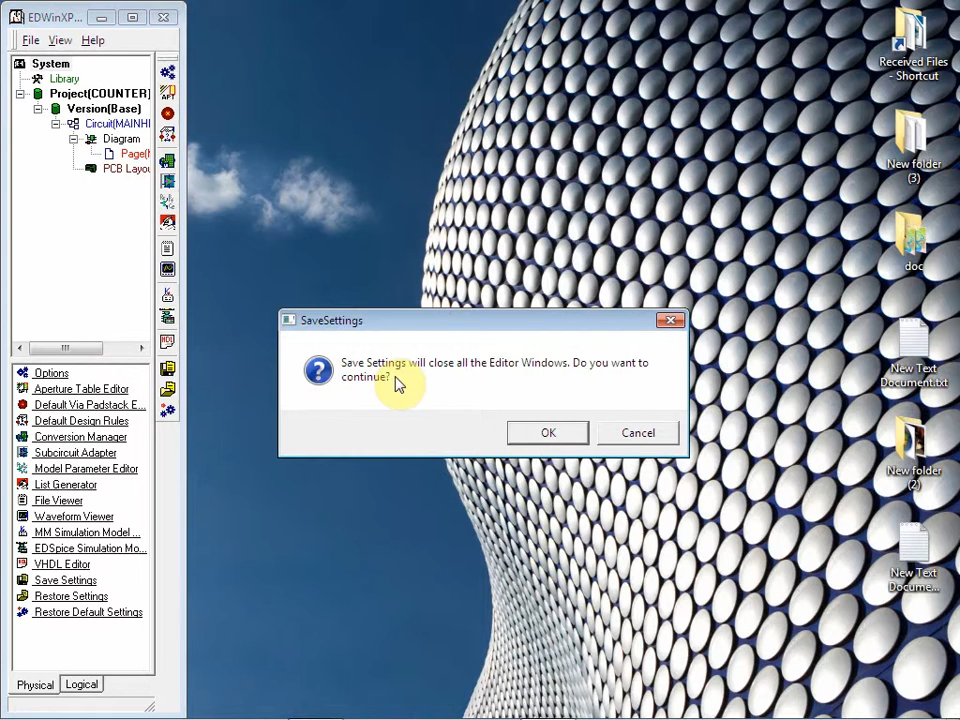 EDWinXP...
File View Help
System
Library
Project(COUNTER)
Version(Base)
Circuit(MAINHI
Diagram
Page(
PCB Layou
Options
Aperture Table Editor
Default Via Padstack E...
Default Design Rules
Conversion Manager
Subcircuit Adapter
Model Parameter Editor
List Generator
File Viewer
Waveform Viewer
MM Simulation Model ...
EDSpice Simulation Mo...
VHDL Editor
Save Settings
Restore Settings
Restore Default Settings
Physical Logical
SaveSettings
Save Settings will close all the Editor Windows. Do you want to
continue?
OK Cancel
Received Files
- Shortcut
New folder
(3)
doc
New Text
Document.txt
New folder
(2)
New Text
Docume...